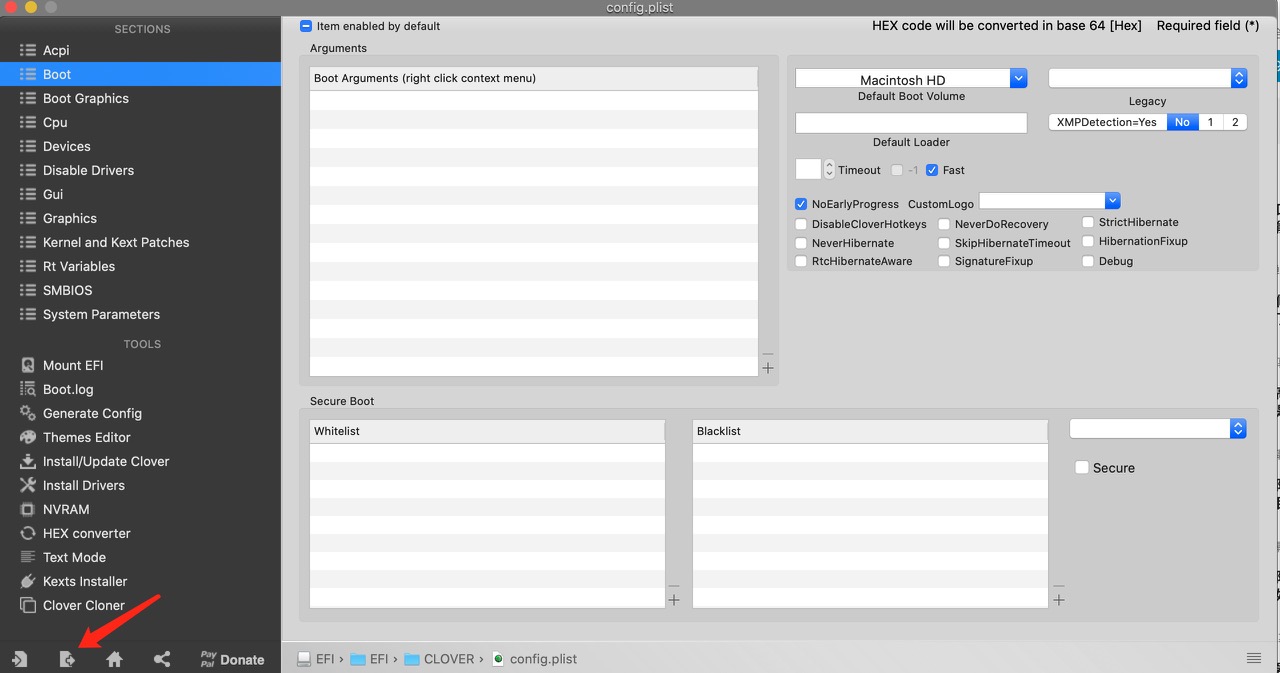 config.plist
SECTIONS
Acpi
Boot
Boot Graphics
Cpu
Devices
Disable Drivers
Gui
Graphics
Kernel and Kext Patches
Rt Variables
SMBIOS
System Parameters
TOOLS
Mount EFI
Boot.log
Generate Config
Themes Editor
Install/Update Clover
Install Drivers
NVRAM
HEX converter
Text Mode
Kexts Installer
Clover Cloner
Pay Pal Donate
Item enabled by default
HEX code will be converted in base 64 [Hex] Required field (*)
Arguments
Boot Arguments (right click context menu)
Macintosh HD
Default Boot Volume
Legacy
XMPDetection=Yes No 1 2
Default Loader
Timeout -1 Fast
NoEarlyProgress CustomLogo
DisableCloverHotkeys NeverDoRecovery StrictHibernate
NeverHibernate SkipHibernateTimeout HibernationFixup
RtcHibernateAware SignatureFixup Debug
Secure Boot
Whitelist
Blacklist
Secure
EFI › EFI › CLOVER › config.plist